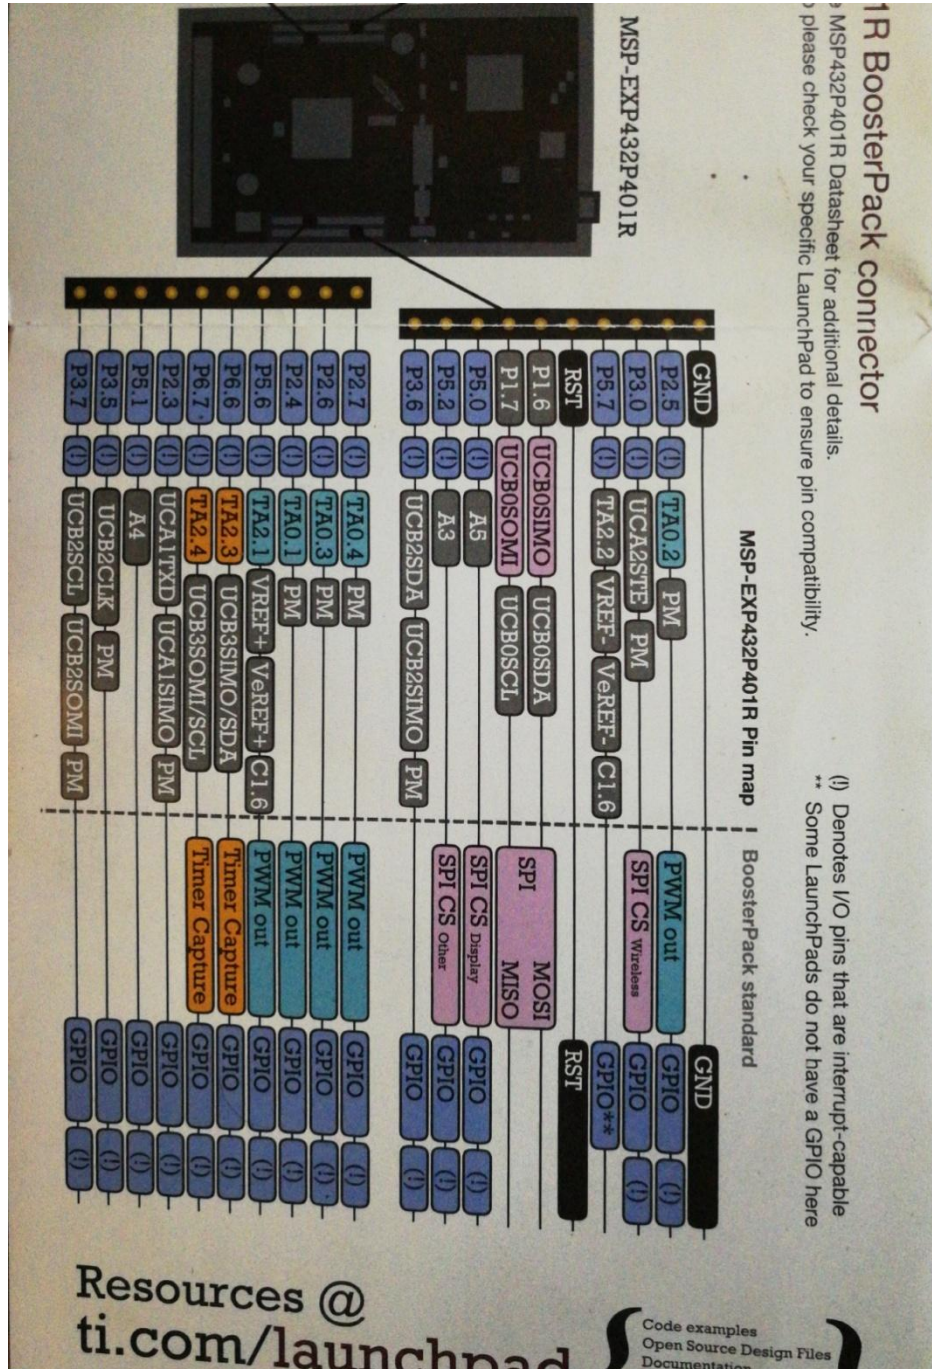 1R BoosterPack connector
MSP432P401R Datasheet for additional details.
please check your specific LaunchPad to ensure pin compatibility.
(!) Denotes I/O pins that are interrupt-capable
** Some LaunchPads do not have a GPIO here
MSP-EXP432P401R
MSP-EXP432P401R Pin map
BoosterPack standard
GND GND
P2.5 (!) TA0.2 PM PWM out GPIO (!)
P3.0 (!) UCA2STE PM SPI CS Wireless GPIO (!)
P5.7 (!) TA2.2 VREF- VeREF- C1.6 GPIO**
RST RST
P1.6 UCB0SIMO UCB0SDA SPI MOSI
P1.7 UCB0SOMI UCB0SCL MISO
P5.0 (!) A5 SPI CS Display GPIO (!)
P5.2 (!) A3 SPI CS Other GPIO (!)
P3.6 (!) UCB2SDA UCB2SIMO PM GPIO (!)
P2.7 (!) TA0.4 PM PWM out GPIO (!)
P2.6 (!) TA0.3 PM PWM out GPIO (!)
P2.4 (!) TA0.1 PM PWM out GPIO (!)
P5.6 (!) TA2.1 VREF+ VeREF+ C1.6 PWM out GPIO (!)
P6.6 (!) TA2.3 UCB3SIMO/SDA Timer Capture GPIO (!)
P6.7 (!) TA2.4 UCB3SOMI/SCL Timer Capture GPIO (!)
P2.3 (!) UCA1TXD UCA1SIMO PM GPIO (!)
P5.1 (!) A4 GPIO (!)
P3.5 (!) UCB2CLK PM GPIO (!)
P3.7 (!) UCB2SCL UCB2SOMI PM GPIO (!)
Resources @
ti.com/launchpad
Code examples
Open Source Design Files
Documentation